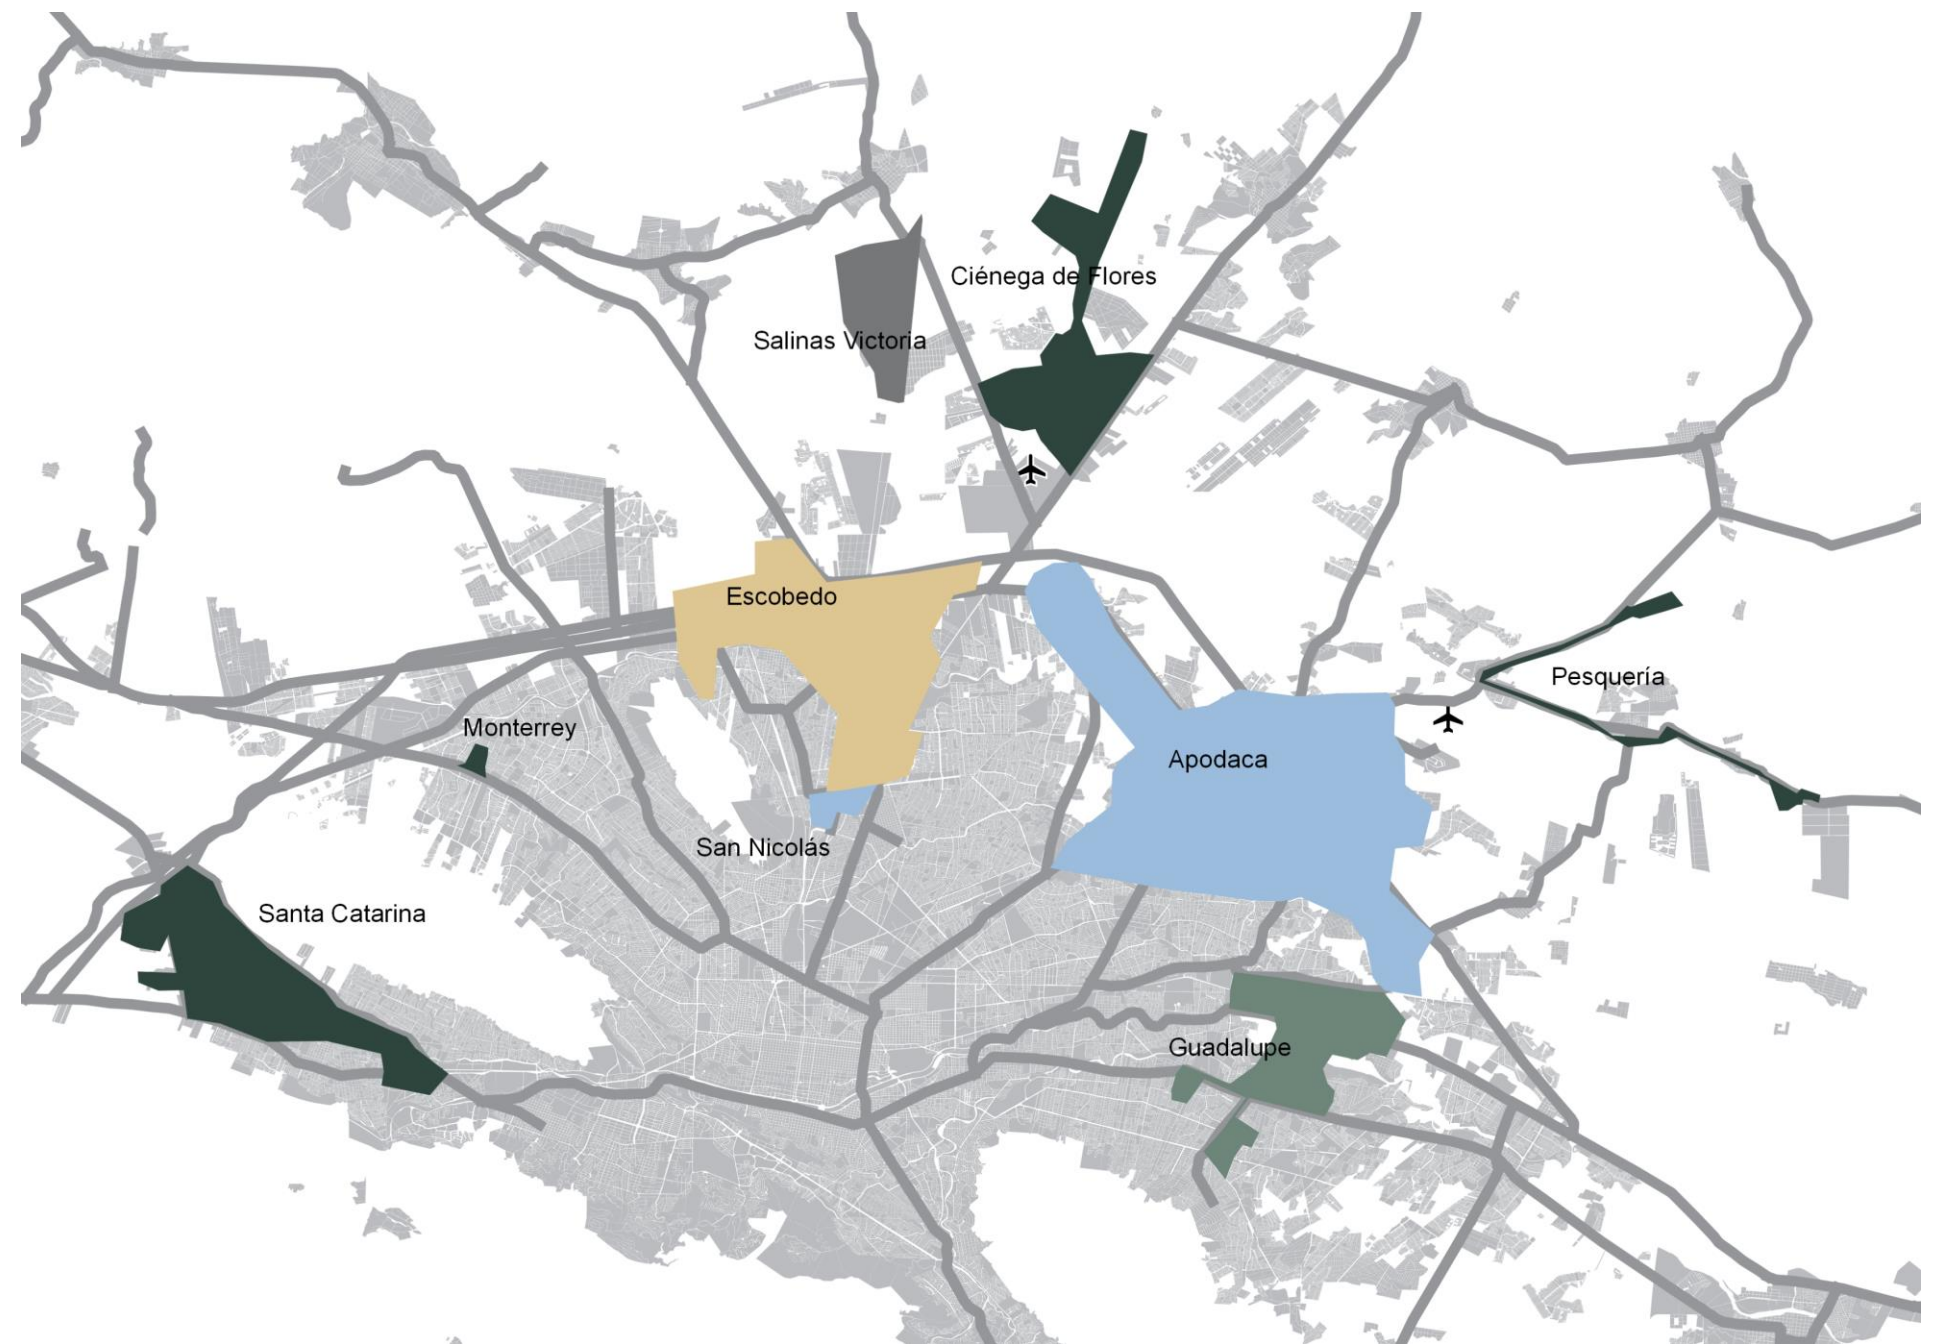 Ciénega de Flores
Salinas Victoria
Escobedo
Pesquería
Monterrey
Apodaca
San Nicolás
Santa Catarina
Guadalupe